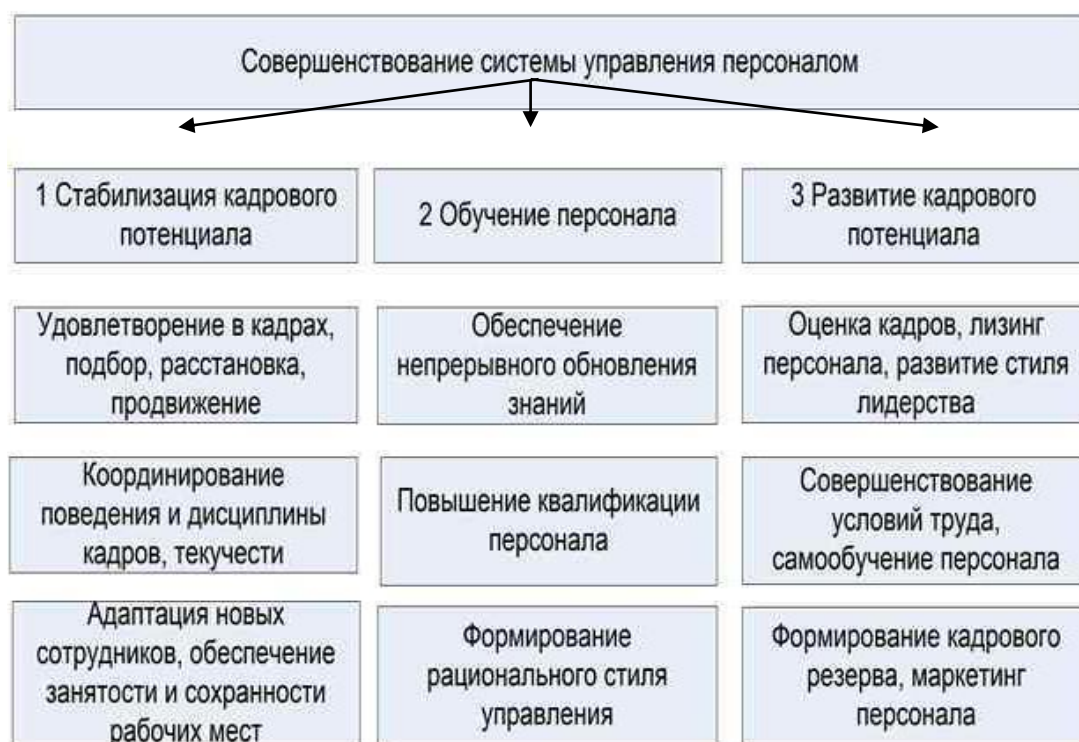 Совершенствование системы управления персоналом
1 Стабилизация кадрового
потенциала
2 Обучение персонала
3 Развитие кадрового
потенциала
Удовлетворение в кадрах,
подбор, расстановка,
продвижение
Обеспечение
непрерывного обновления
знаний
Оценка кадров, лизинг
персонала, развитие стиля
лидерства
Координирование
поведения и дисциплины
кадров, текучести
Повышение квалификации
персонала
Совершенствование
условий труда,
самообучение персонала
Адаптация новых
сотрудников, обеспечение
занятости и сохранности
рабочих мест
Формирование
рационального стиля
управления
Формирование кадрового
резерва, маркетинг
персонала